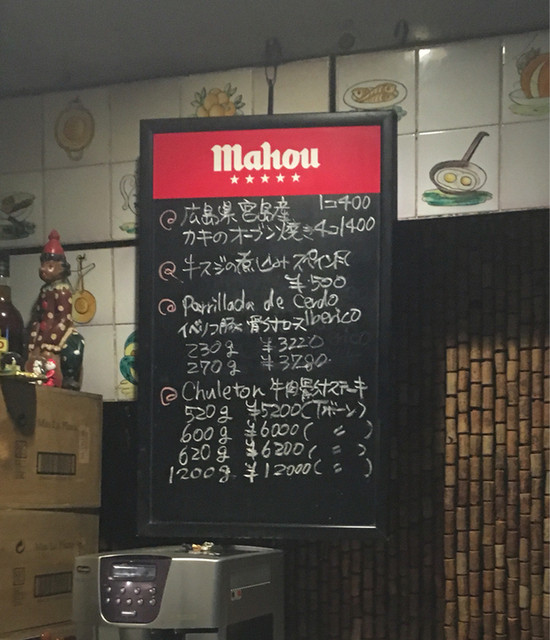 Mahou
広島県宮島産 1コ400
カキのオーブン焼き4コ1400
牛スジの煮込みスペイン風
¥500
Parrillada de Cerdo
イベリコ豚骨付ロース Iberico
230g ¥3220
270g ¥3780
Chuleton 牛肉骨付ステーキ
520g ¥5200(Tボーン)
600g ¥6000( 〃 )
620g ¥6200( 〃 )
1200g ¥12000( 〃 )